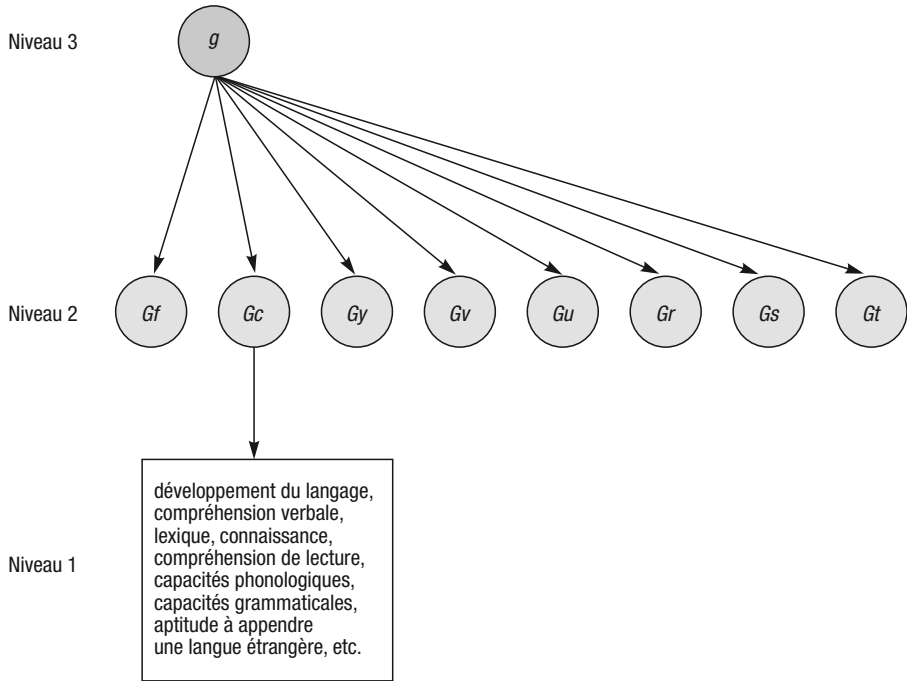 Niveau 3
g
Niveau 2
Gf
Gc
Gy
Gv
Gu
Gr
Gs
Gt
Niveau 1
développement du langage,
compréhension verbale,
lexique, connaissance,
compréhension de lecture,
capacités phonologiques,
capacités grammaticales,
aptitude à appendre
une langue étrangère, etc.